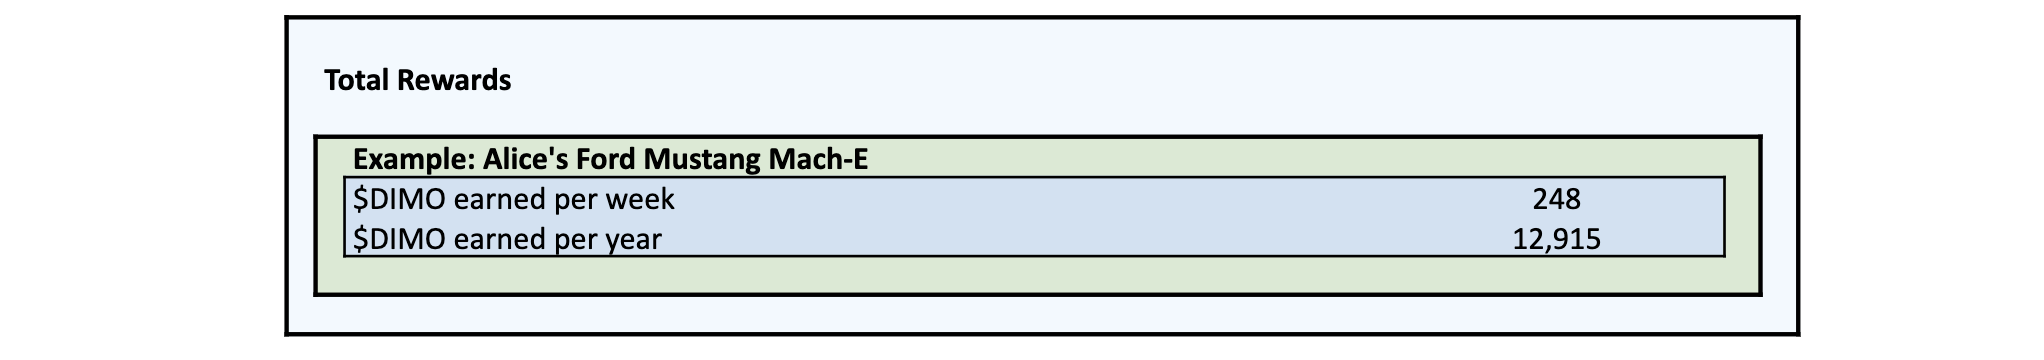 Total Rewards
Example: Alice's Ford Mustang Mach-E
$DIMO earned per week 248
$DIMO earned per year 12,915